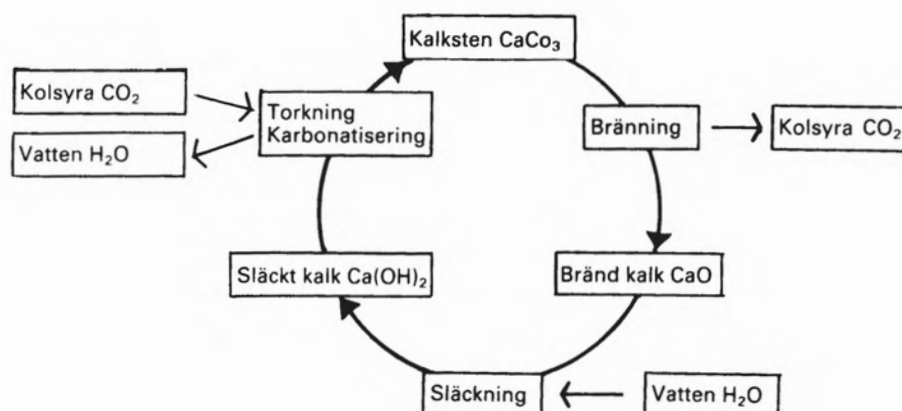 Kalksten CaCo₃
Kolsyra CO₂
Torkning
Karbonatisering
Vatten H₂O
Bränning
Kolsyra CO₂
Släckt kalk Ca(OH)₂
Bränd kalk CaO
Släckning
Vatten H₂O